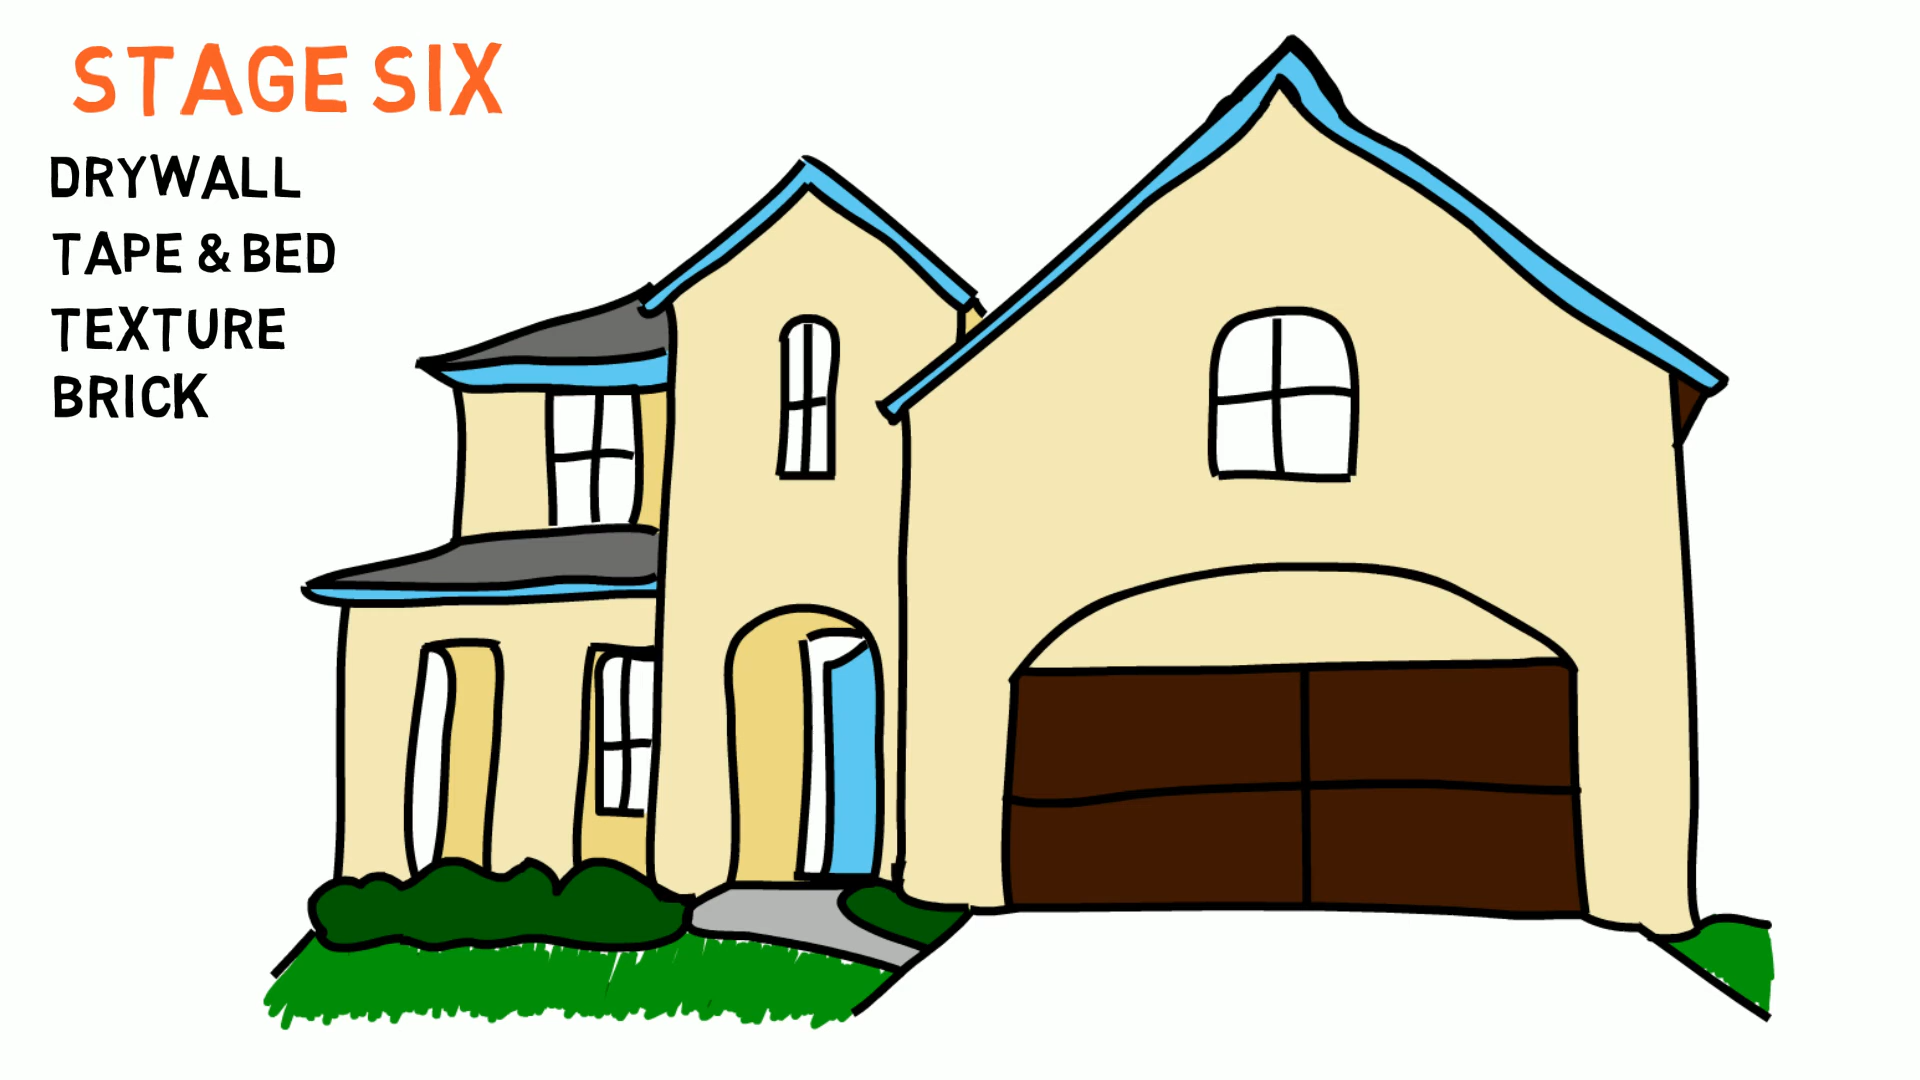 STAGE SIX
DRYWALL
TAPE & BED
TEXTURE
BRICK